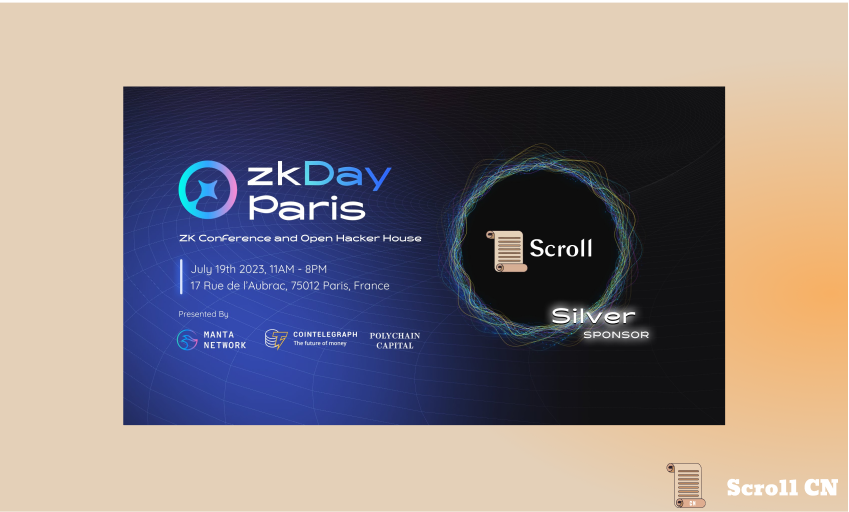 zkDay
Paris
ZK Conference and Open Hacker House
July 19th 2023, 11AM - 8PM
17 Rue de l'Aubrac, 75012 Paris, France
Presented By
MANTA
NETWORK
COINTELEGRAPH
The future of money
POLYCHAIN
CAPITAL
Scroll
Silver
SPONSOR
CN
Scroll CN